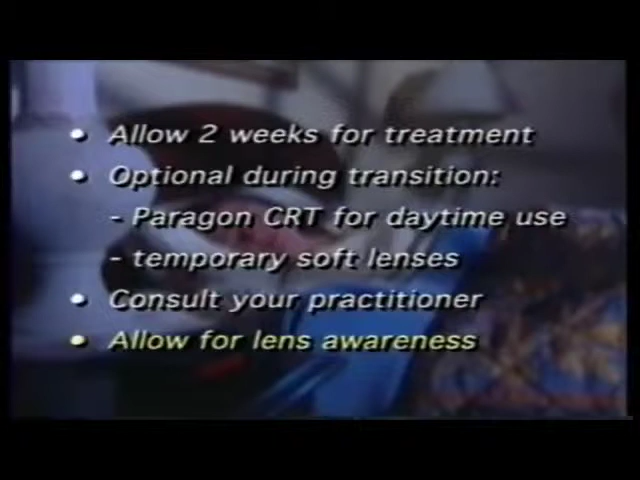 • Allow 2 weeks for treatment
• Optional during transition:
- Paragon CRT for daytime use
- temporary soft lenses
• Consult your practitioner
• Allow for lens awareness